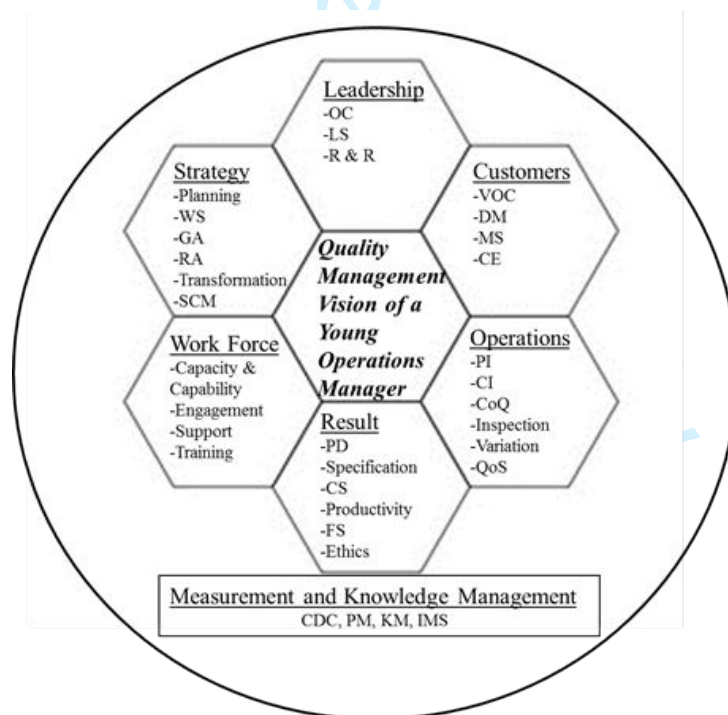 Leadership
-OC
-LS
-R & R
Strategy
-Planning
-WS
-GA
-RA
-Transformation
-SCM
Customers
-VOC
-DM
-MS
-CE
Quality
Management
Vision of a
Young
Operations
Manager
Work Force
-Capacity &
Capability
-Engagement
-Support
-Training
Operations
-PI
-CI
-CoQ
-Inspection
-Variation
-QoS
Result
-PD
-Specification
-CS
-Productivity
-FS
-Ethics
Measurement and Knowledge Management
CDC, PM, KM, IMS